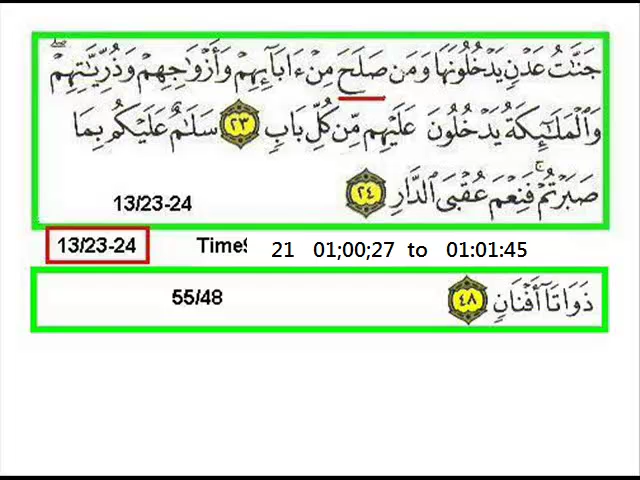 جَنَّٰتُ عَدْنٍ يَدْخُلُونَهَا وَمَن صَلَحَ مِنْ ءَابَآئِهِمْ وَأَزْوَٰجِهِمْ وَذُرِّيَّٰتِهِمْ ۖ
وَٱلْمَلَٰٓئِكَةُ يَدْخُلُونَ عَلَيْهِم مِّن كُلِّ بَابٍ ٢٣ سَلَٰمٌ عَلَيْكُم بِمَا
صَبَرْتُمْ ۚ فَنِعْمَ عُقْبَى ٱلدَّارِ ٢٤
13/23-24
13/23-24 Time 21 01;00;27 to 01:01:45
ذَوَاتَآ أَفْنَانٍ ٤٨
55/48